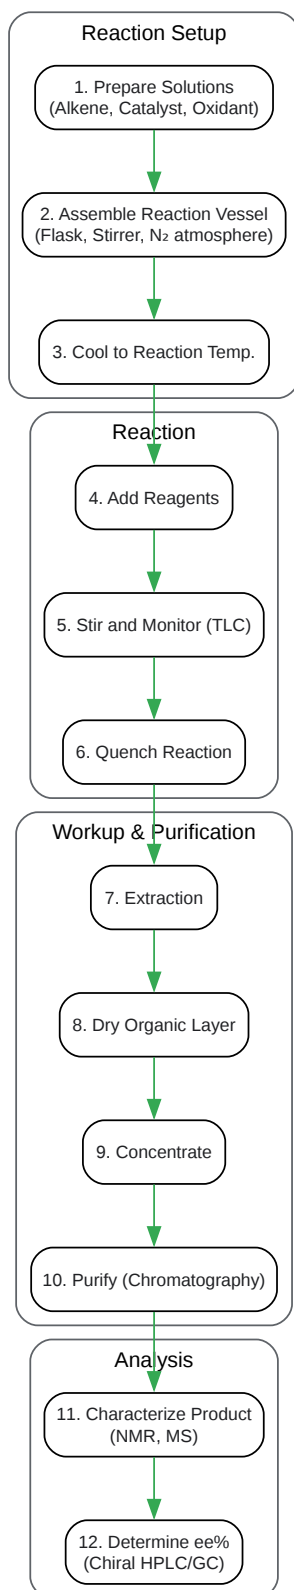 Reaction Setup
1. Prepare Solutions
(Alkene, Catalyst, Oxidant)
2. Assemble Reaction Vessel
(Flask, Stirrer, N₂ atmosphere)
3. Cool to Reaction Temp.
Reaction
4. Add Reagents
5. Stir and Monitor (TLC)
6. Quench Reaction
Workup & Purification
7. Extraction
8. Dry Organic Layer
9. Concentrate
10. Purify (Chromatography)
Analysis
11. Characterize Product
(NMR, MS)
12. Determine ee%
(Chiral HPLC/GC)